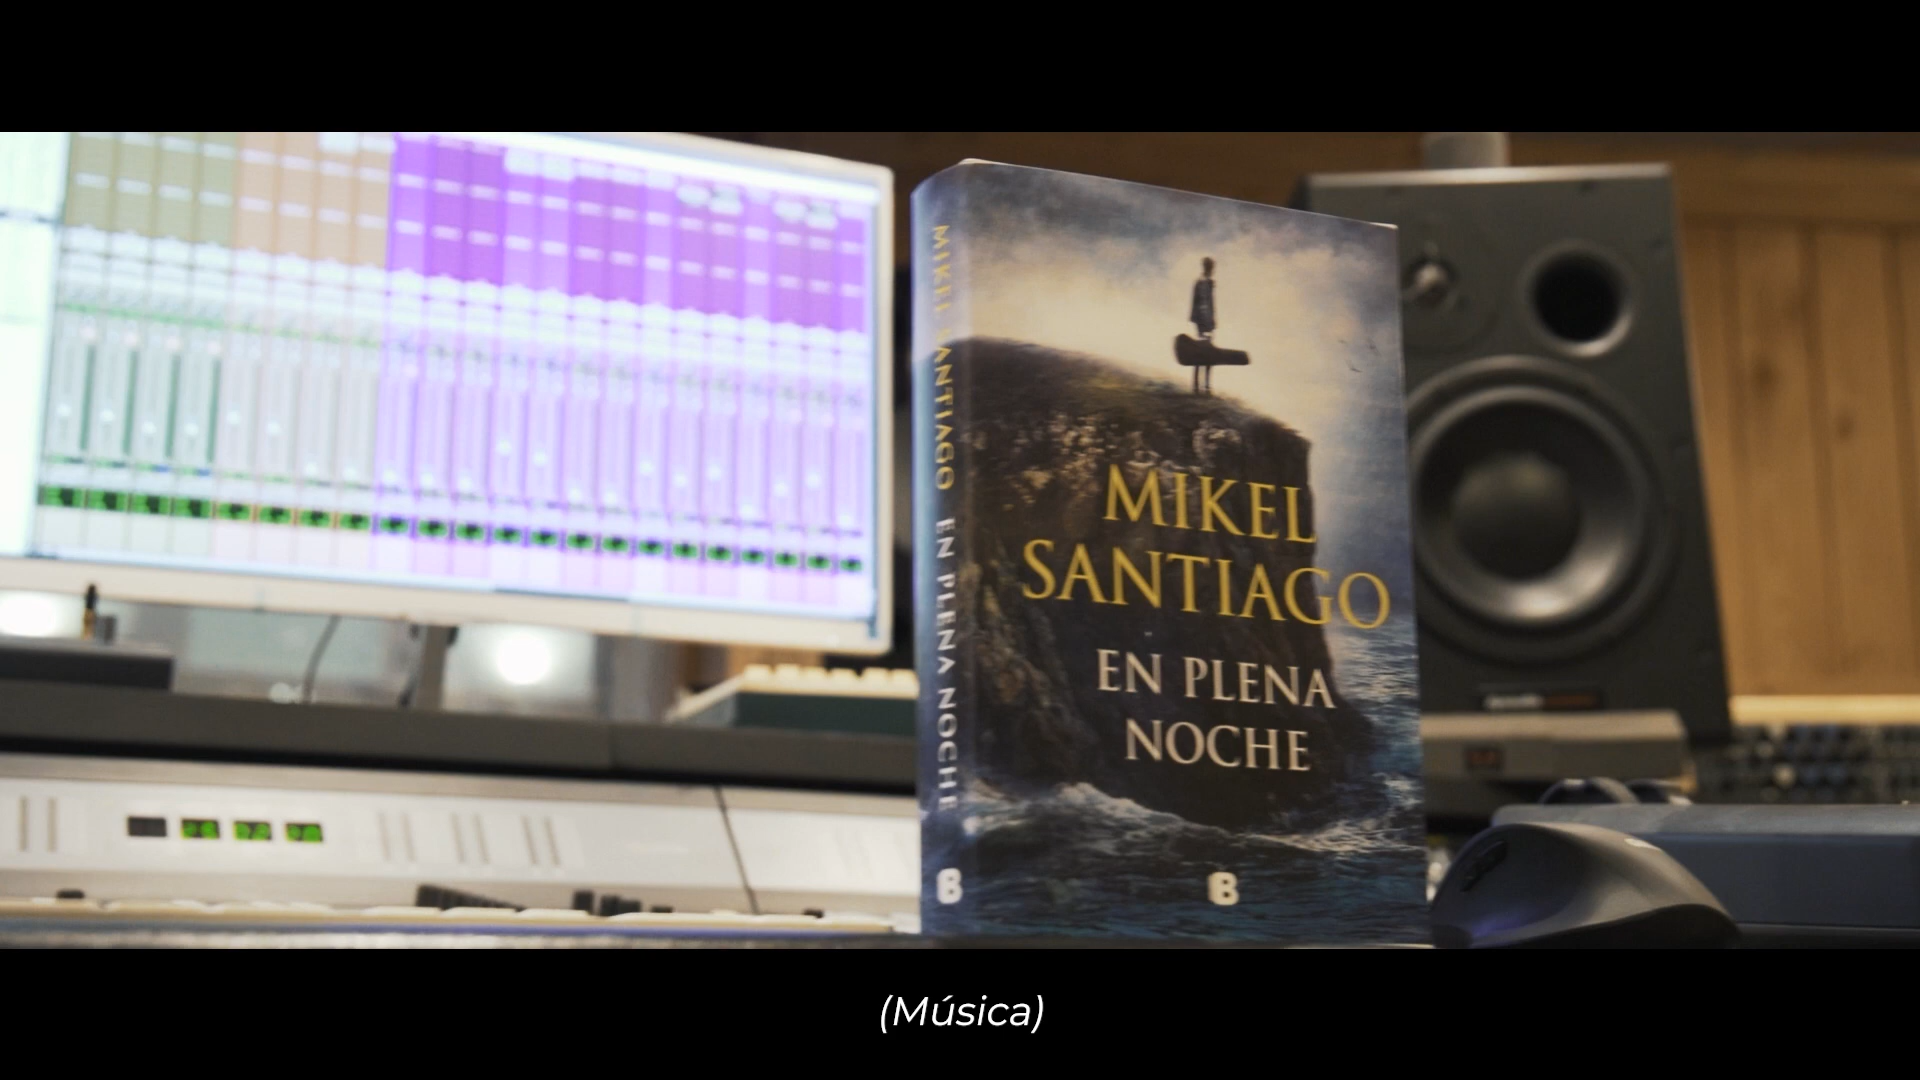 MIKEL SANTIAGO EN PLENA NOCHE
B
MIKEL
SANTIAGO
EN PLENA
NOCHE
B
(Música)